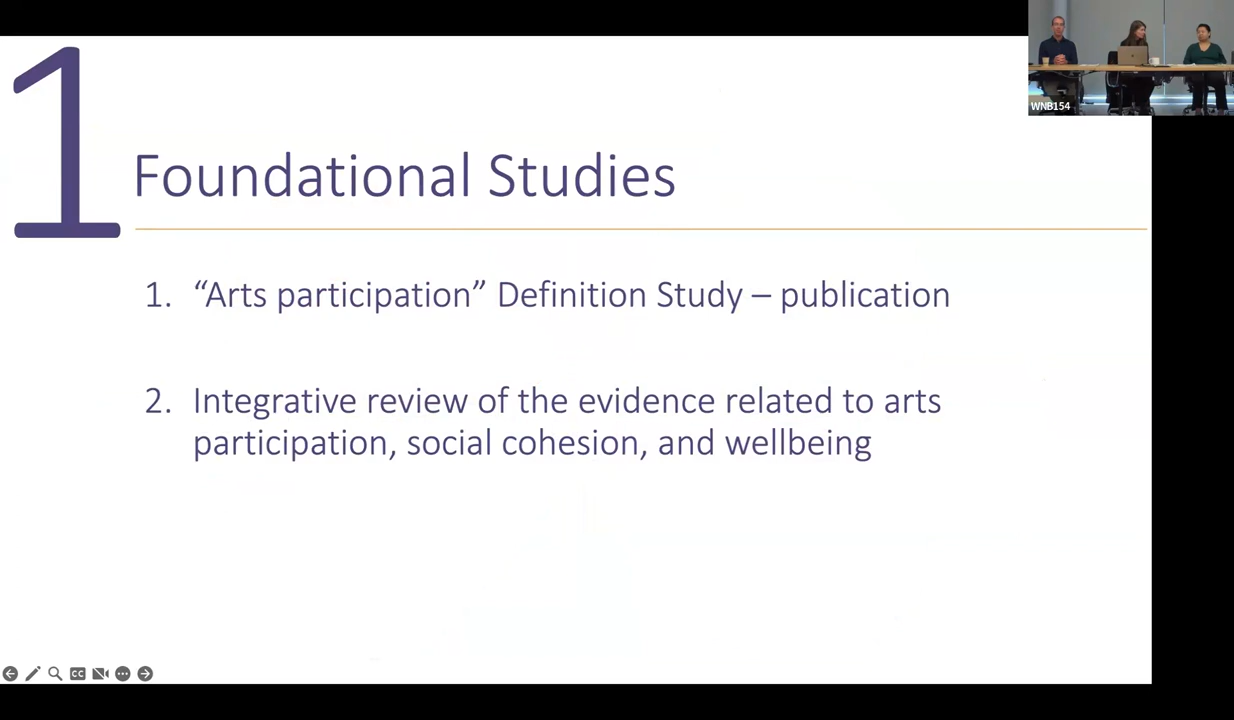 WNB154
1
Foundational Studies
1. “Arts participation” Definition Study – publication
2. Integrative review of the evidence related to arts
participation, social cohesion, and wellbeing
CC